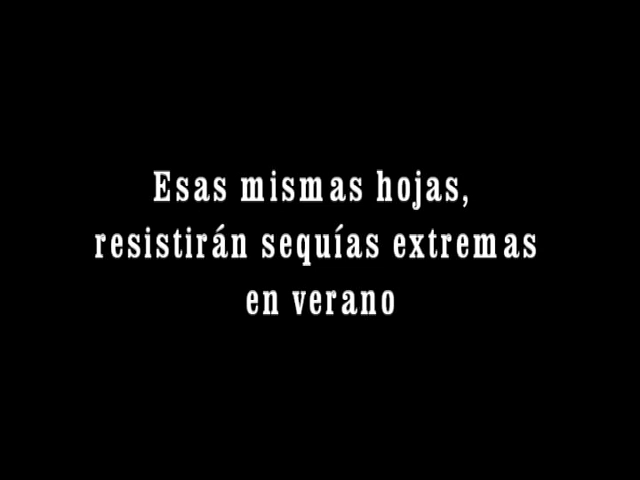 Esas mismas hojas,
resistirán sequías extremas
en verano